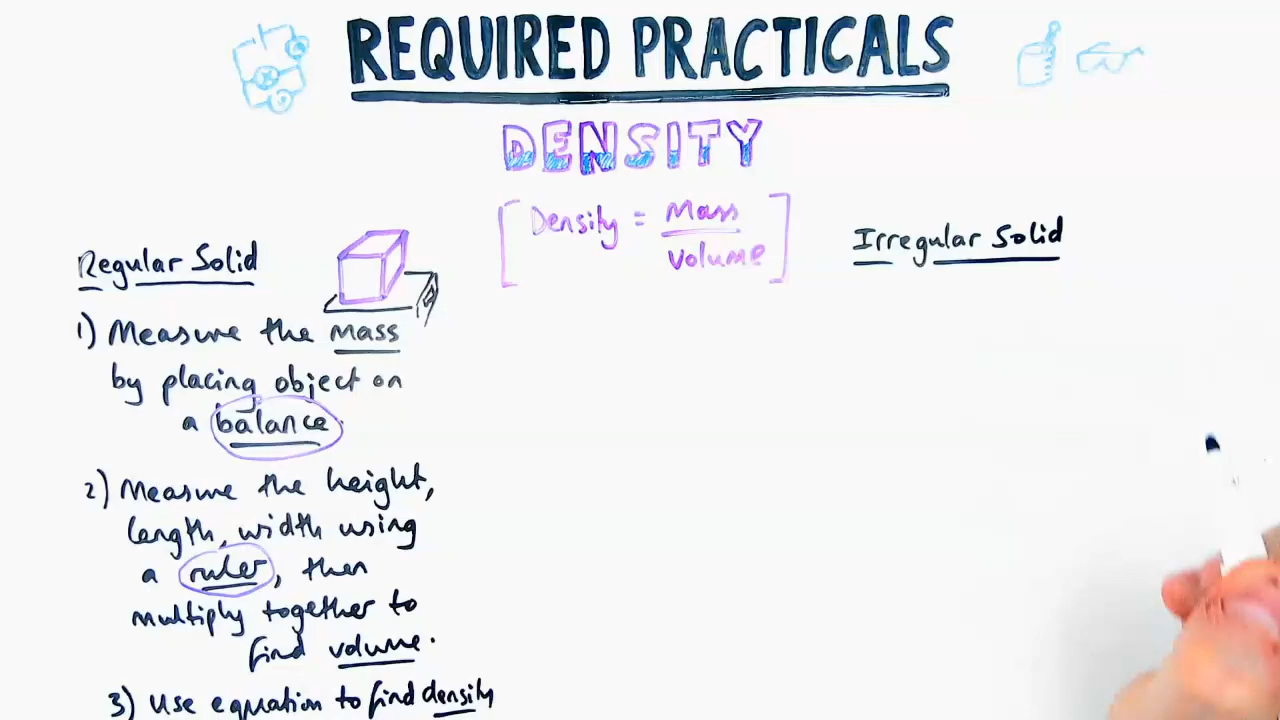 REQUIRED PRACTICALS
DENSITY
[Density = Mass
Volume]
Regular Solid
1) Measure the mass
by placing object on
a balance.
2) Measure the height,
length, width using
a ruler, then
multiply together to
find volume.
3) Use equation to find density
Irregular Solid